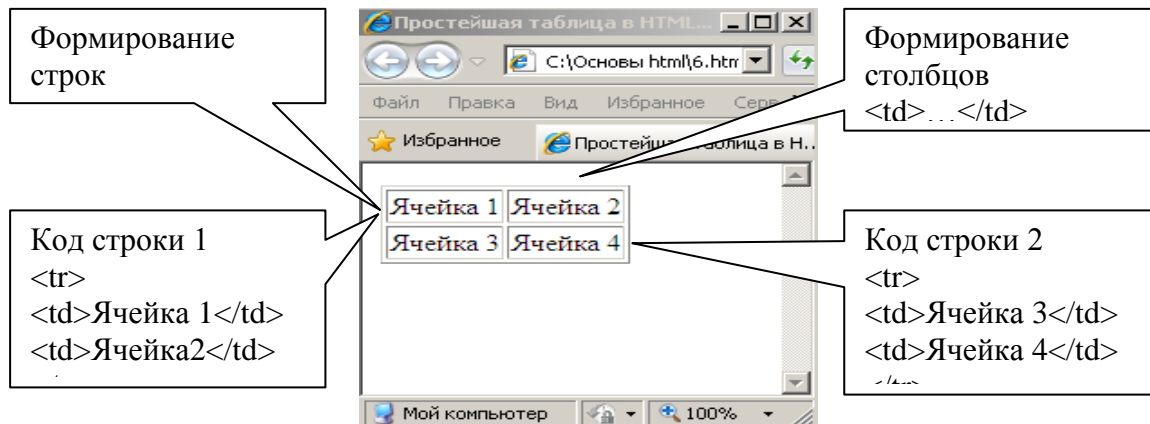 Формирование
строк
Простейшая таблица в HTML...
C:\Основы html\6.htm
Файл Правка Вид Избранное
Избранное
Простейшая таблица в H..
Формирование
столбцов
<td>…</td>
Ячейка 1 Ячейка 2
Ячейка 3 Ячейка 4
Код строки 1
<tr>
<td>Ячейка 1</td>
<td>Ячейка2</td>
Код строки 2
<tr>
<td>Ячейка 3</td>
<td>Ячейка 4</td>
</tr>
Мой компьютер
100%